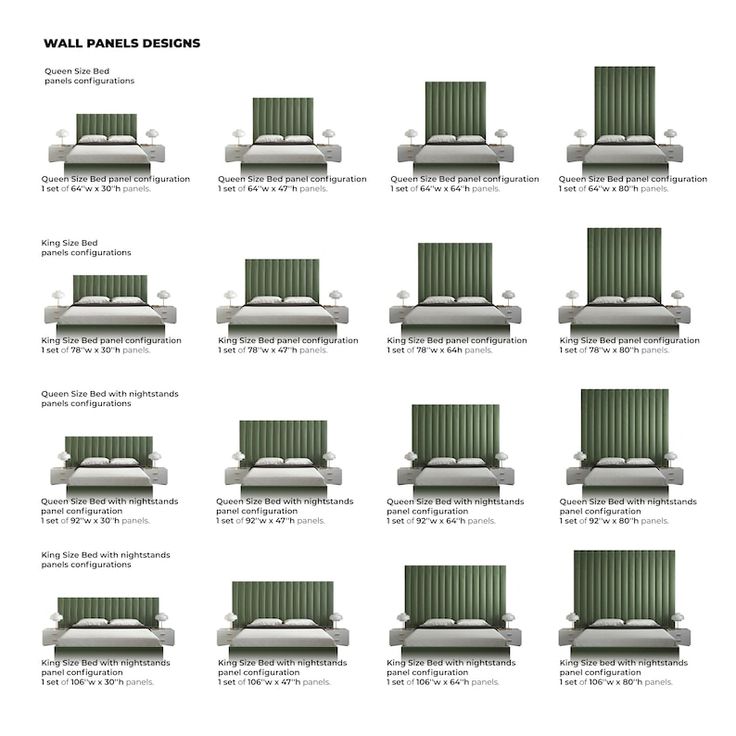 WALL PANELS DESIGNS
Queen Size Bed
panels configurations
Queen Size Bed panel configuration
1 set of 64''w x 30''h panels.
Queen Size Bed panel configuration
1 set of 64''w x 47''h panels.
Queen Size Bed panel configuration
1 set of 64''w x 64''h panels.
Queen Size Bed panel configuration
1 set of 64''w x 80''h panels.
King Size Bed
panels configurations
King Size Bed panel configuration
1 set of 78''w x 30''h panels.
King Size Bed panel configuration
1 set of 78''w x 47''h panels.
King Size Bed panel configuration
1 set of 78''w x 64h panels.
King Size Bed panel configuration
1 set of 78''w x 80''h panels.
Queen Size Bed with nightstands
panels configurations
Queen Size Bed with nightstands
panel configuration
1 set of 92''w x 30''h panels.
Queen Size Bed with nightstands
panel configuration
1 set of 92''w x 47''h panels.
Queen Size Bed with nightstands
panel configuration
1 set of 92''w x 64''h panels.
Queen Size Bed with nightstands
panel configuration
1 set of 92''w x 80''h panels.
King Size Bed with nightstands
panels configurations
King Size Bed with nightstands
panel configuration
1 set of 106''w x 30''h panels.
King Size Bed with nightstands
panel configuration
1 set of 106''w x 47''h panels.
King Size Bed with nightstands
panel configuration
1 set of 106''w x 64''h panels.
King Size bed with nightstands
panel configuration
1 set of 106''w x 80''h panels.